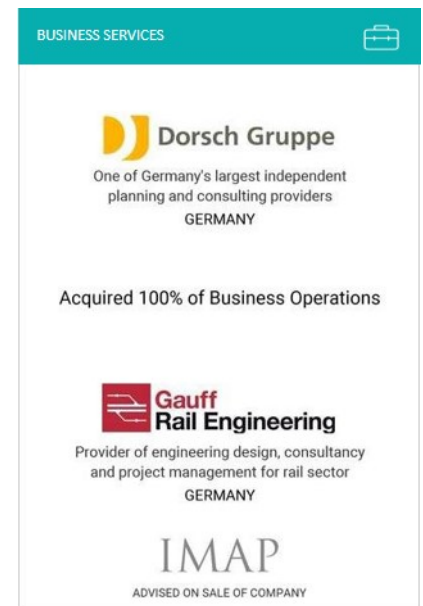 BUSINESS SERVICES
Dorsch Gruppe
One of Germany's largest independent
planning and consulting providers
GERMANY
Acquired 100% of Business Operations
Gauff
Rail Engineering
Provider of engineering design, consultancy
and project management for rail sector
GERMANY
IMAP
ADVISED ON SALE OF COMPANY